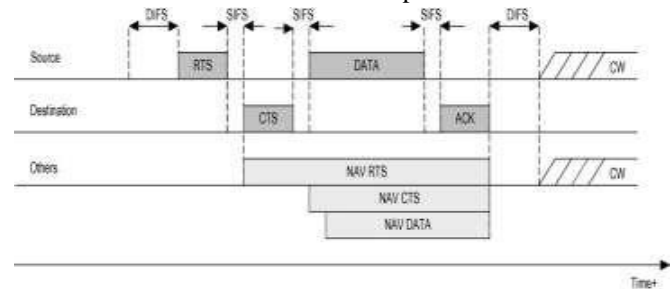 DIFS SIFS SIFS SIFS DIFS
Source RTS DATA CW
Destination CTS ACK
Others NAV RTS CW
NAV CTS
NAV DATA
Time+